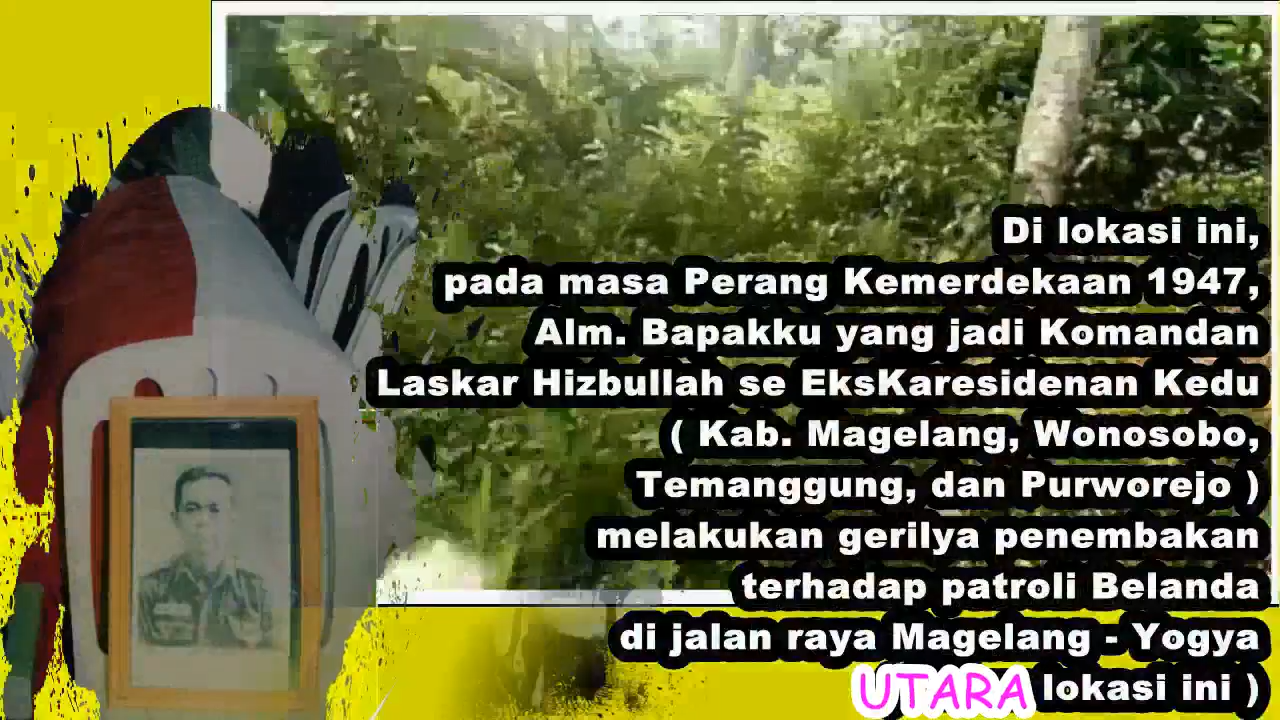 Di lokasi ini,
pada masa Perang Kemerdekaan 1947,
Alm. Bapakku yang jadi Komandan
Laskar Hizbullah se EksKaresidenan Kedu
( Kab. Magelang, Wonosobo,
Temanggung, dan Purworejo )
melakukan gerilya penembakan
terhadap patroli Belanda
di jalan raya Magelang - Yogya
UTARA lokasi ini )